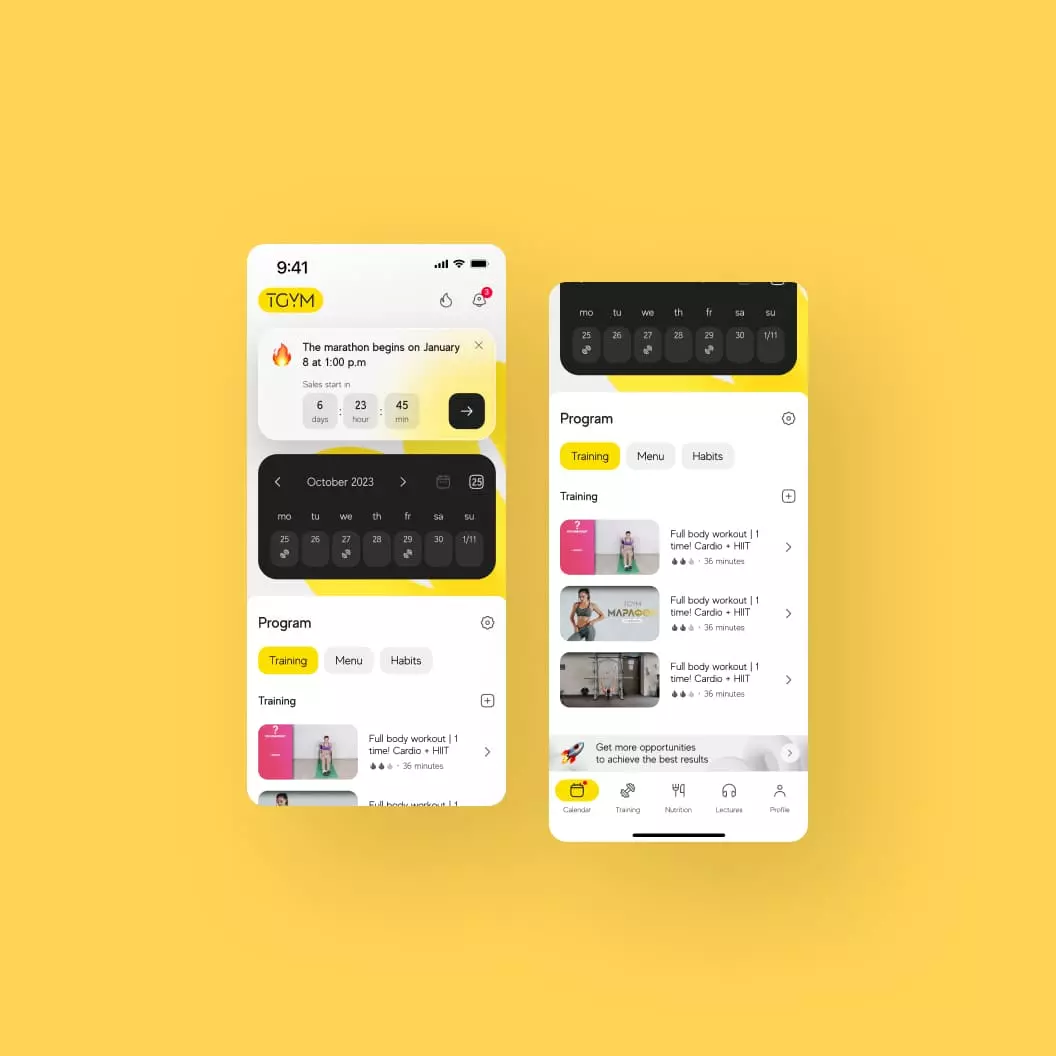 9:41
TGYM
3
The marathon begins on January
8 at 1:00 p.m
Sales start in
6 : 23 : 45
days hour min
October 2023
25
mo tu we th fr sa su
25 26 27 28 29 30 1/11
Program
Training Menu Habits
Training
?
Full body workout | 1
time! Cardio + HIIT
36 minutes
Full body workout | 1
mo tu we th fr sa su
25 26 27 28 29 30 1/11
Program
Training Menu Habits
Training
?
Full body workout | 1
time! Cardio + HIIT
36 minutes
TGYM
МАРАФОН
Full body workout | 1
time! Cardio + HIIT
36 minutes
Full body workout | 1
time! Cardio + HIIT
36 minutes
Get more opportunities
to achieve the best results
Calendar Training Nutrition Lectures Profile